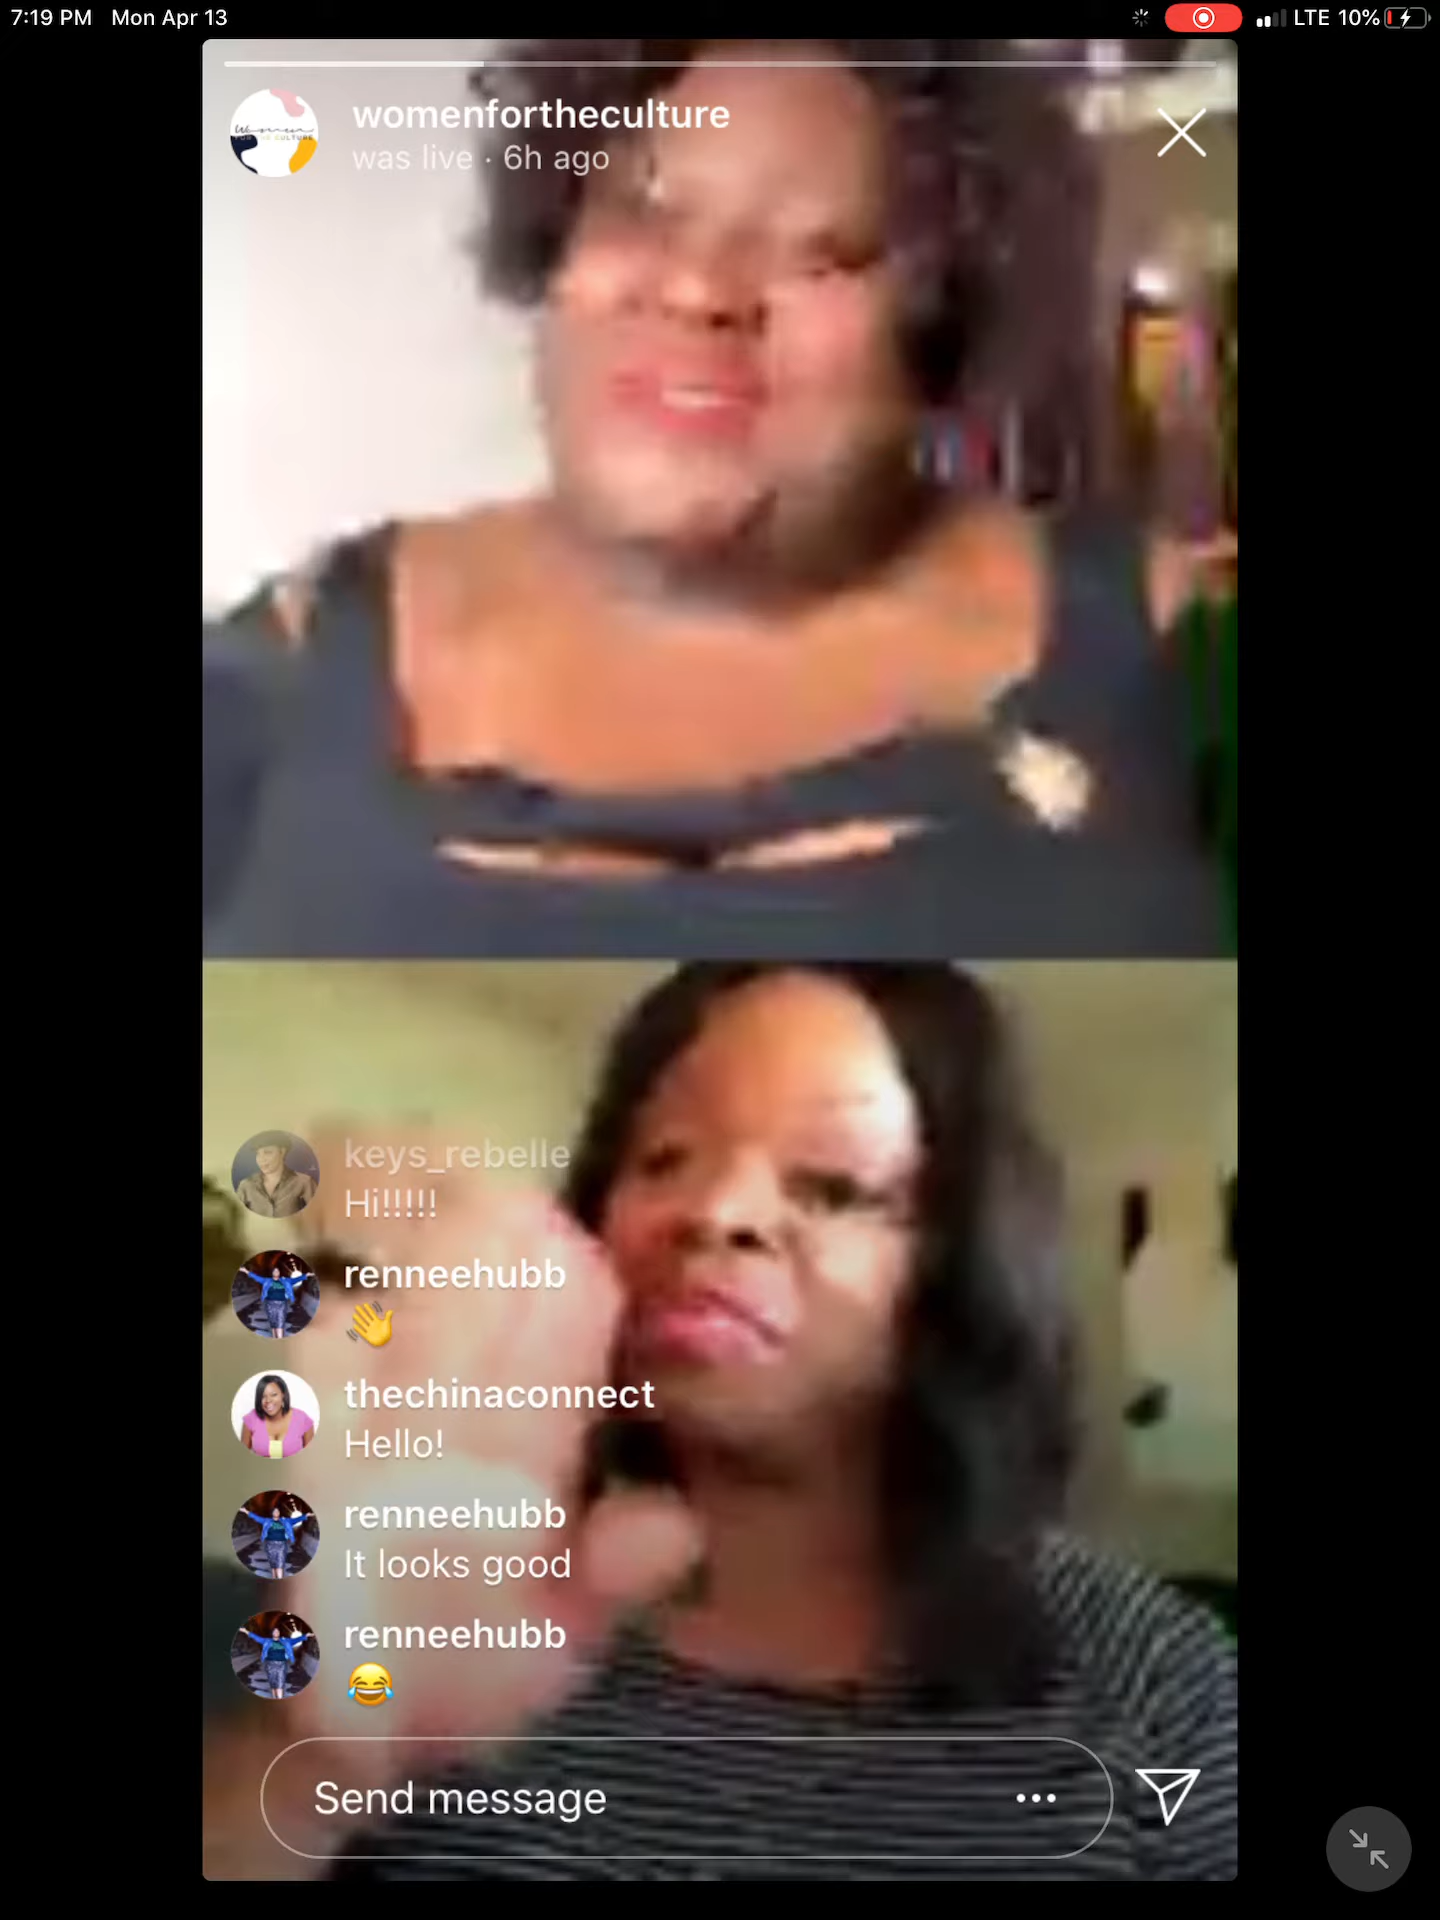 7:19 PM Mon Apr 13
LTE 10%
womenfortheculture
was live · 6h ago
keys_rebelle
Hi!!!!!
renneehubb
👋
thechinaconnect
Hello!
renneehubb
It looks good
renneehubb
😂
Send message